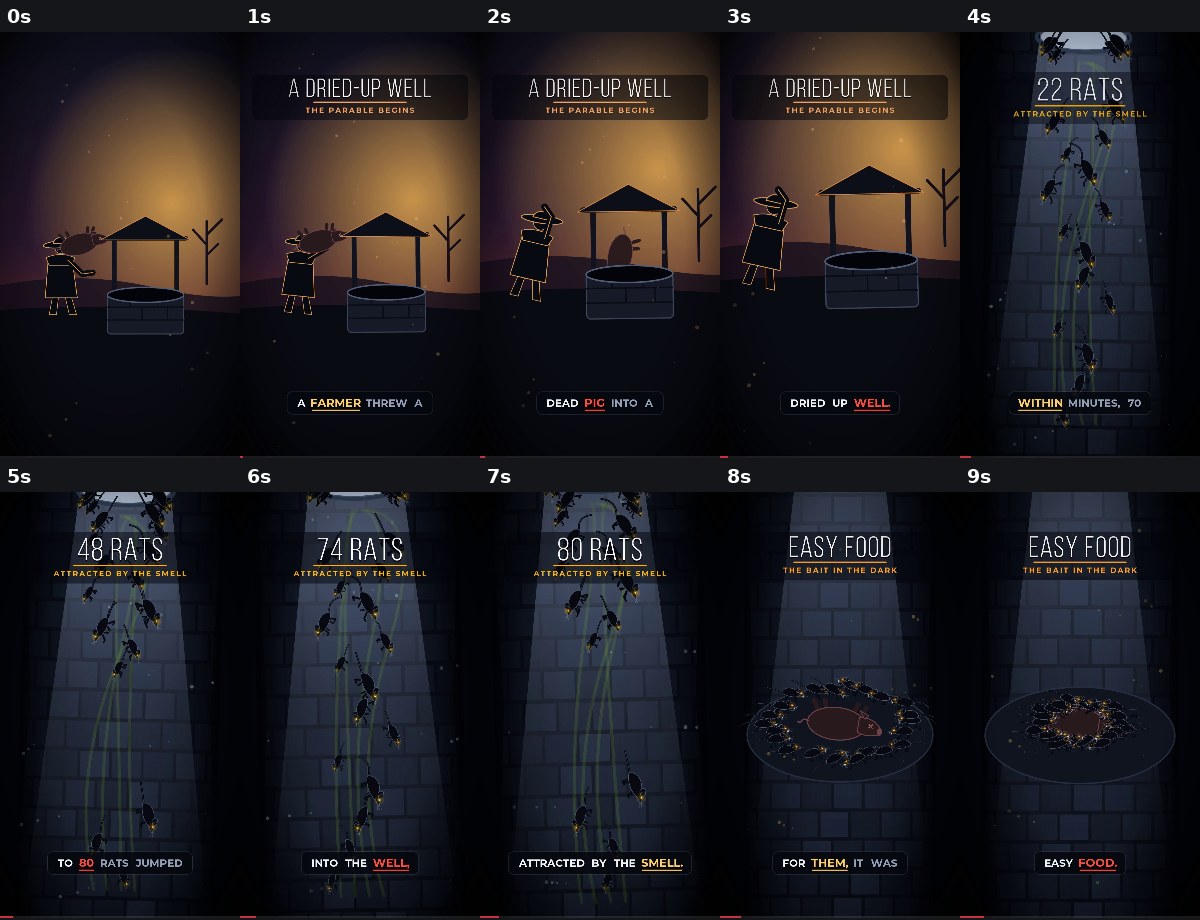 0s
1s
2s
3s
4s
A DRIED-UP WELL
THE PARABLE BEGINS
A FARMER THREW A
A DRIED-UP WELL
THE PARABLE BEGINS
DEAD PIG INTO A
A DRIED-UP WELL
THE PARABLE BEGINS
DRIED UP WELL.
22 RATS
ATTRACTED BY THE SMELL
WITHIN MINUTES, 70
5s
6s
7s
8s
9s
48 RATS
ATTRACTED BY THE SMELL
TO 80 RATS JUMPED
74 RATS
ATTRACTED BY THE SMELL
INTO THE WELL,
80 RATS
ATTRACTED BY THE SMELL
ATTRACTED BY THE SMELL.
EASY FOOD
THE BAIT IN THE DARK
FOR THEM, IT WAS
EASY FOOD
THE BAIT IN THE DARK
EASY FOOD.